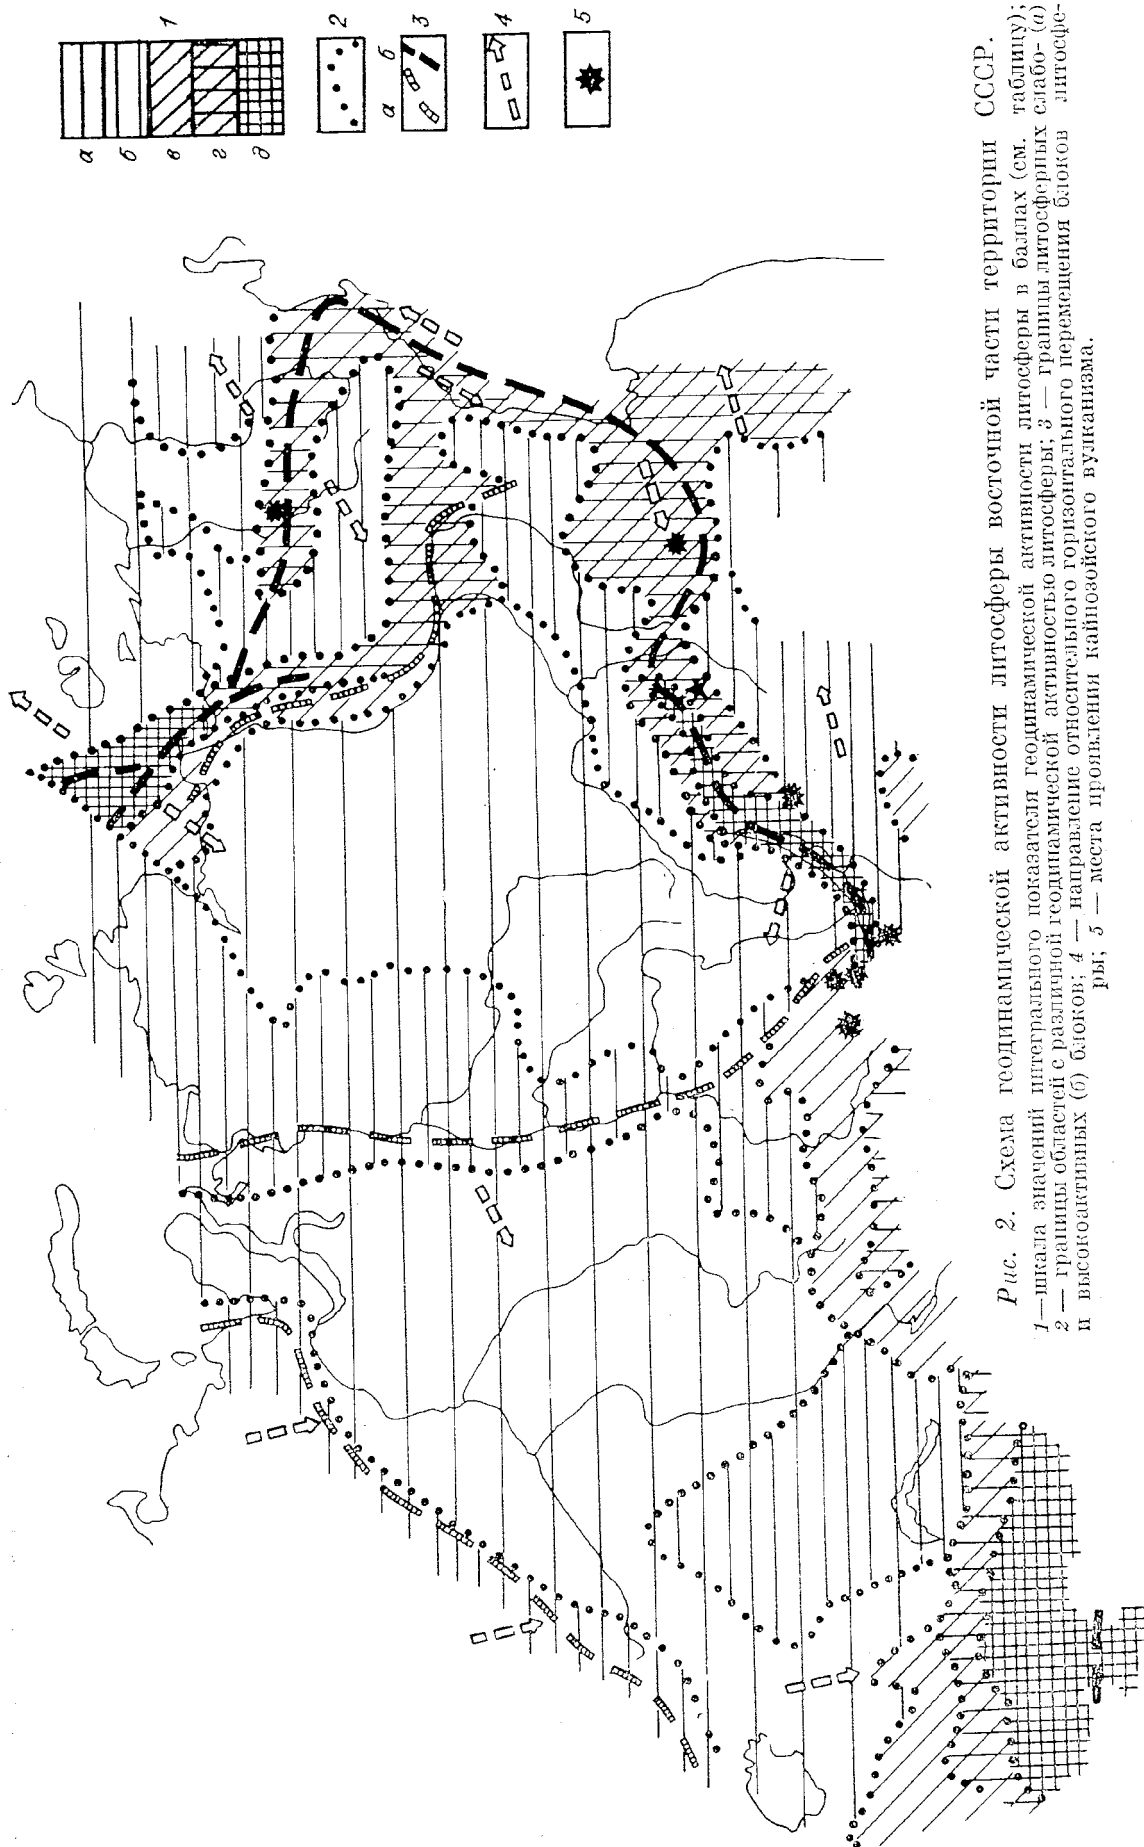 1
а
б
в
г
д
2
3
а
б
4
5
Рис. 2. Схема геодинамической активности литосферы восточной части территории СССР.
1—шкала значений интегрального показателя геодинамической активности литосферы в баллах (см. таблицу);
2 — границы областей с различной геодинамической активностью литосферы; 3 — границы литосферных слабо- (а)
и высокоактивных (б) блоков; 4 — направление относительного горизонтального перемещения блоков литосфе-
ры; 5 — места проявления кайнозойского вулканизма.